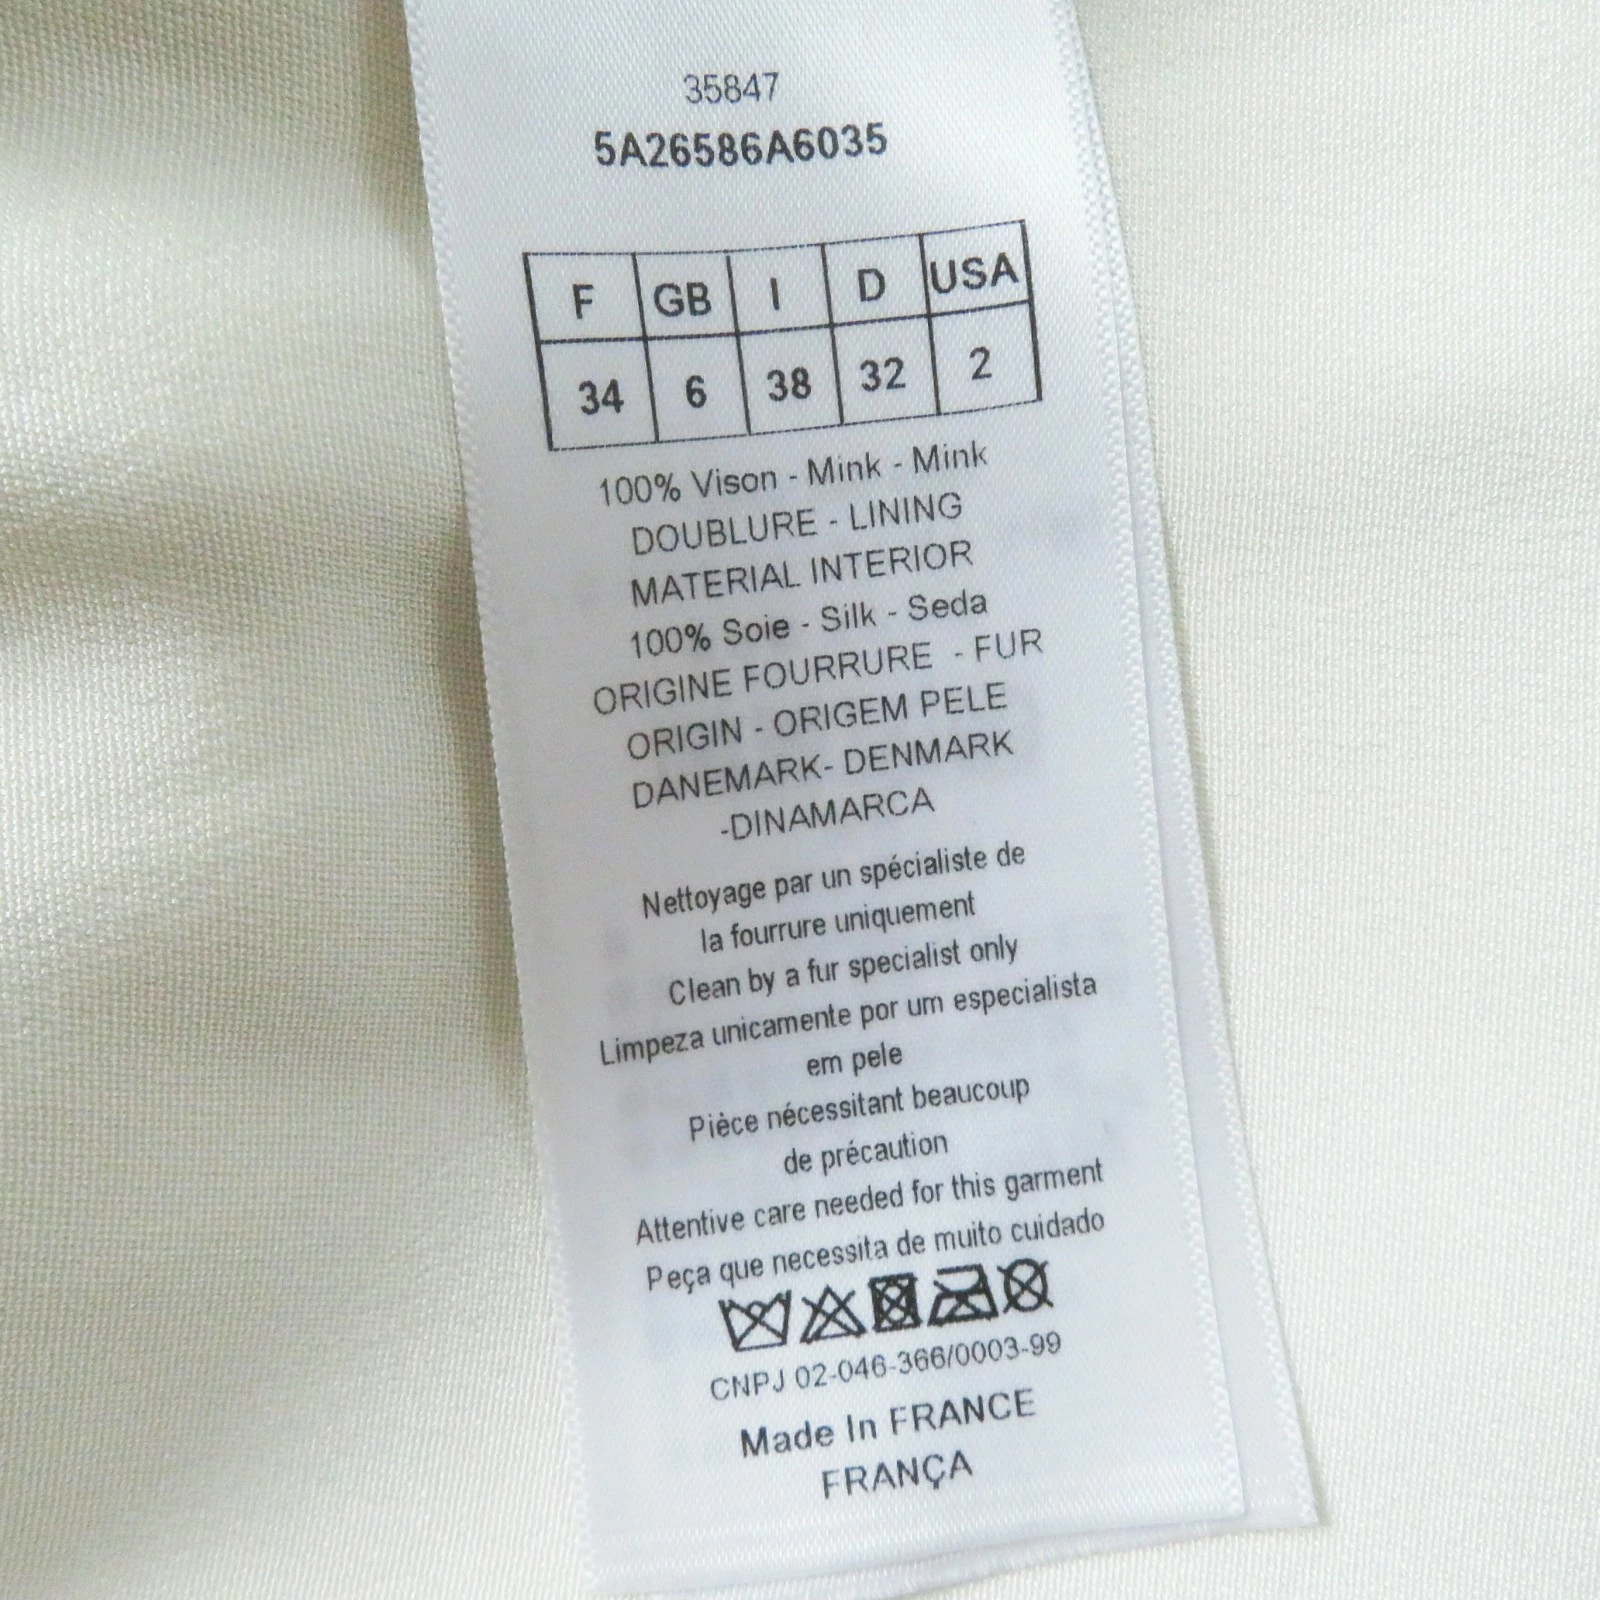 35847
5A26586A6035
F GB I D USA
34 6 38 32 2
100% Vison - Mink - Mink
DOUBLURE - LINING
MATERIAL INTERIOR
100% Soie - Silk - Seda
ORIGINE FOURRURE - FUR
ORIGIN - ORIGEM PELE
DANEMARK- DENMARK
-DINAMARCA
Nettoyage par un spécialiste de
la fourrure uniquement
Clean by a fur specialist only
Limpeza unicamente por um especialista
em pele
Pièce nécessitant beaucoup
de précaution
Attentive care needed for this garment
Peça que necessita de muito cuidado
CNPJ 02-046-366/0003-99
Made In FRANCE
FRANÇA